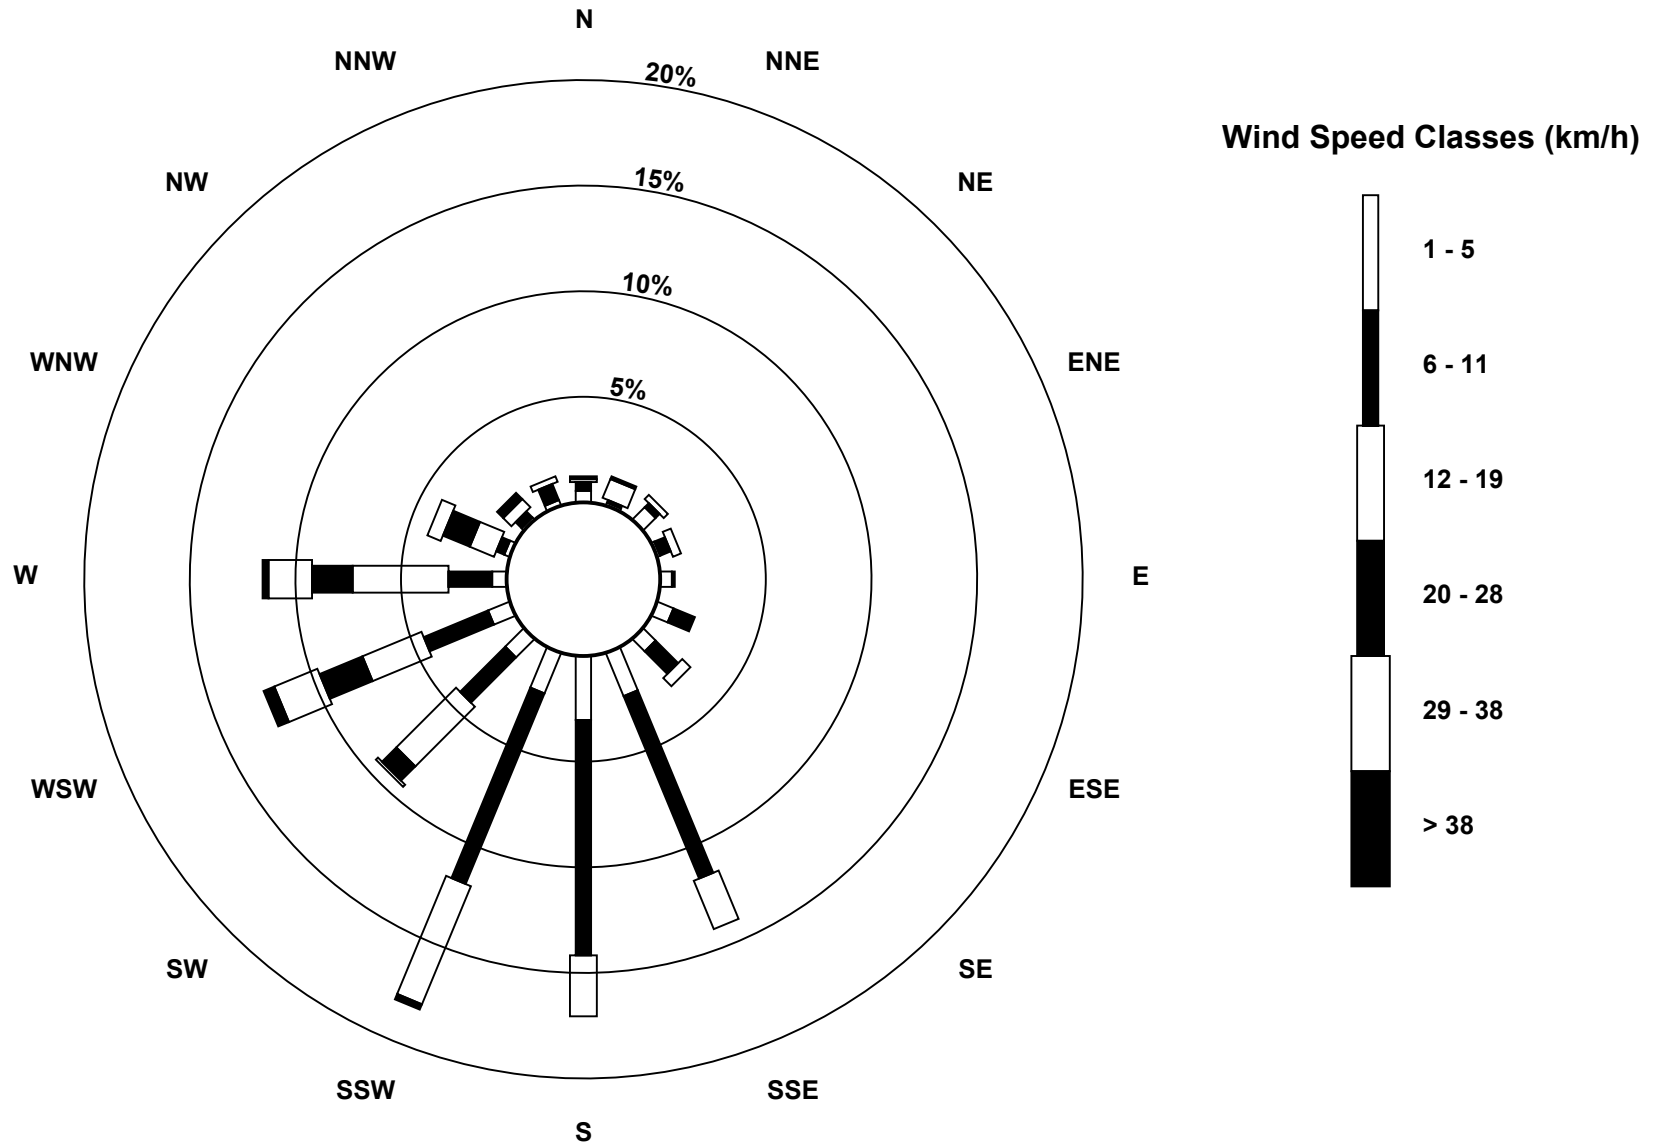 N
NNW
NNE
20%
Wind Speed Classes (km/h)
15%
NW
NE
1 - 5
10%
WNW
ENE
6 - 11
5%
12 - 19
W
E
20 - 28
29 - 38
WSW
ESE
> 38
SW
SE
SSW
SSE
S